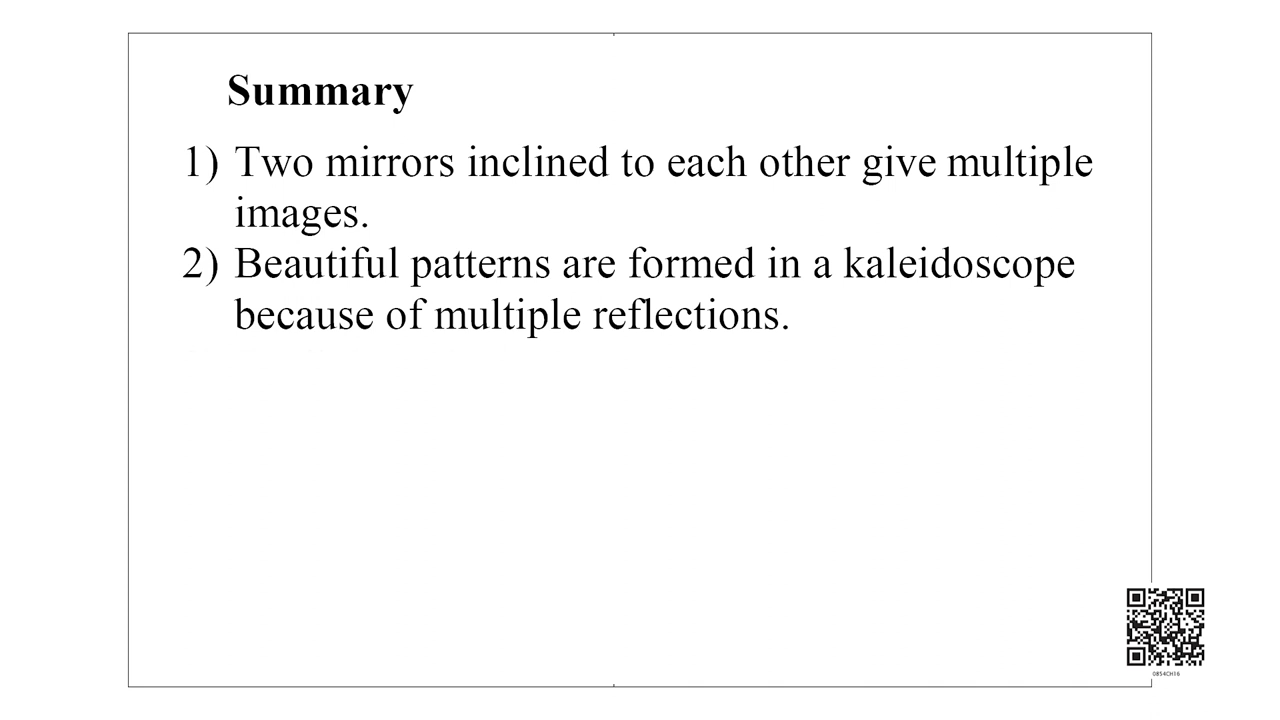 Summary
1) Two mirrors inclined to each other give multiple
images.
2) Beautiful patterns are formed in a kaleidoscope
because of multiple reflections.
0854CH16